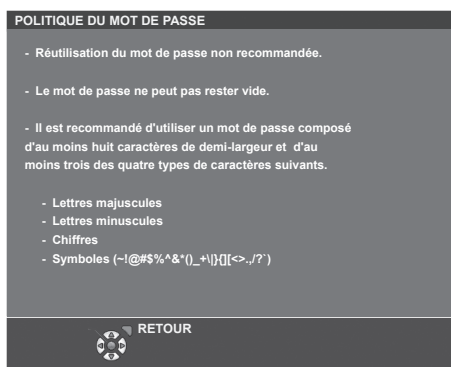 POLITIQUE DU MOT DE PASSE
- Réutilisation du mot de passe non recommandée.
- Le mot de passe ne peut pas rester vide.
- Il est recommandé d'utiliser un mot de passe composé
d'au moins huit caractères de demi-largeur et d'au
moins trois des quatre types de caractères suivants.
- Lettres majuscules
- Lettres minuscules
- Chiffres
- Symboles (~!@#$%^&*()_+\|}{][<>.,/?`)
RETOUR